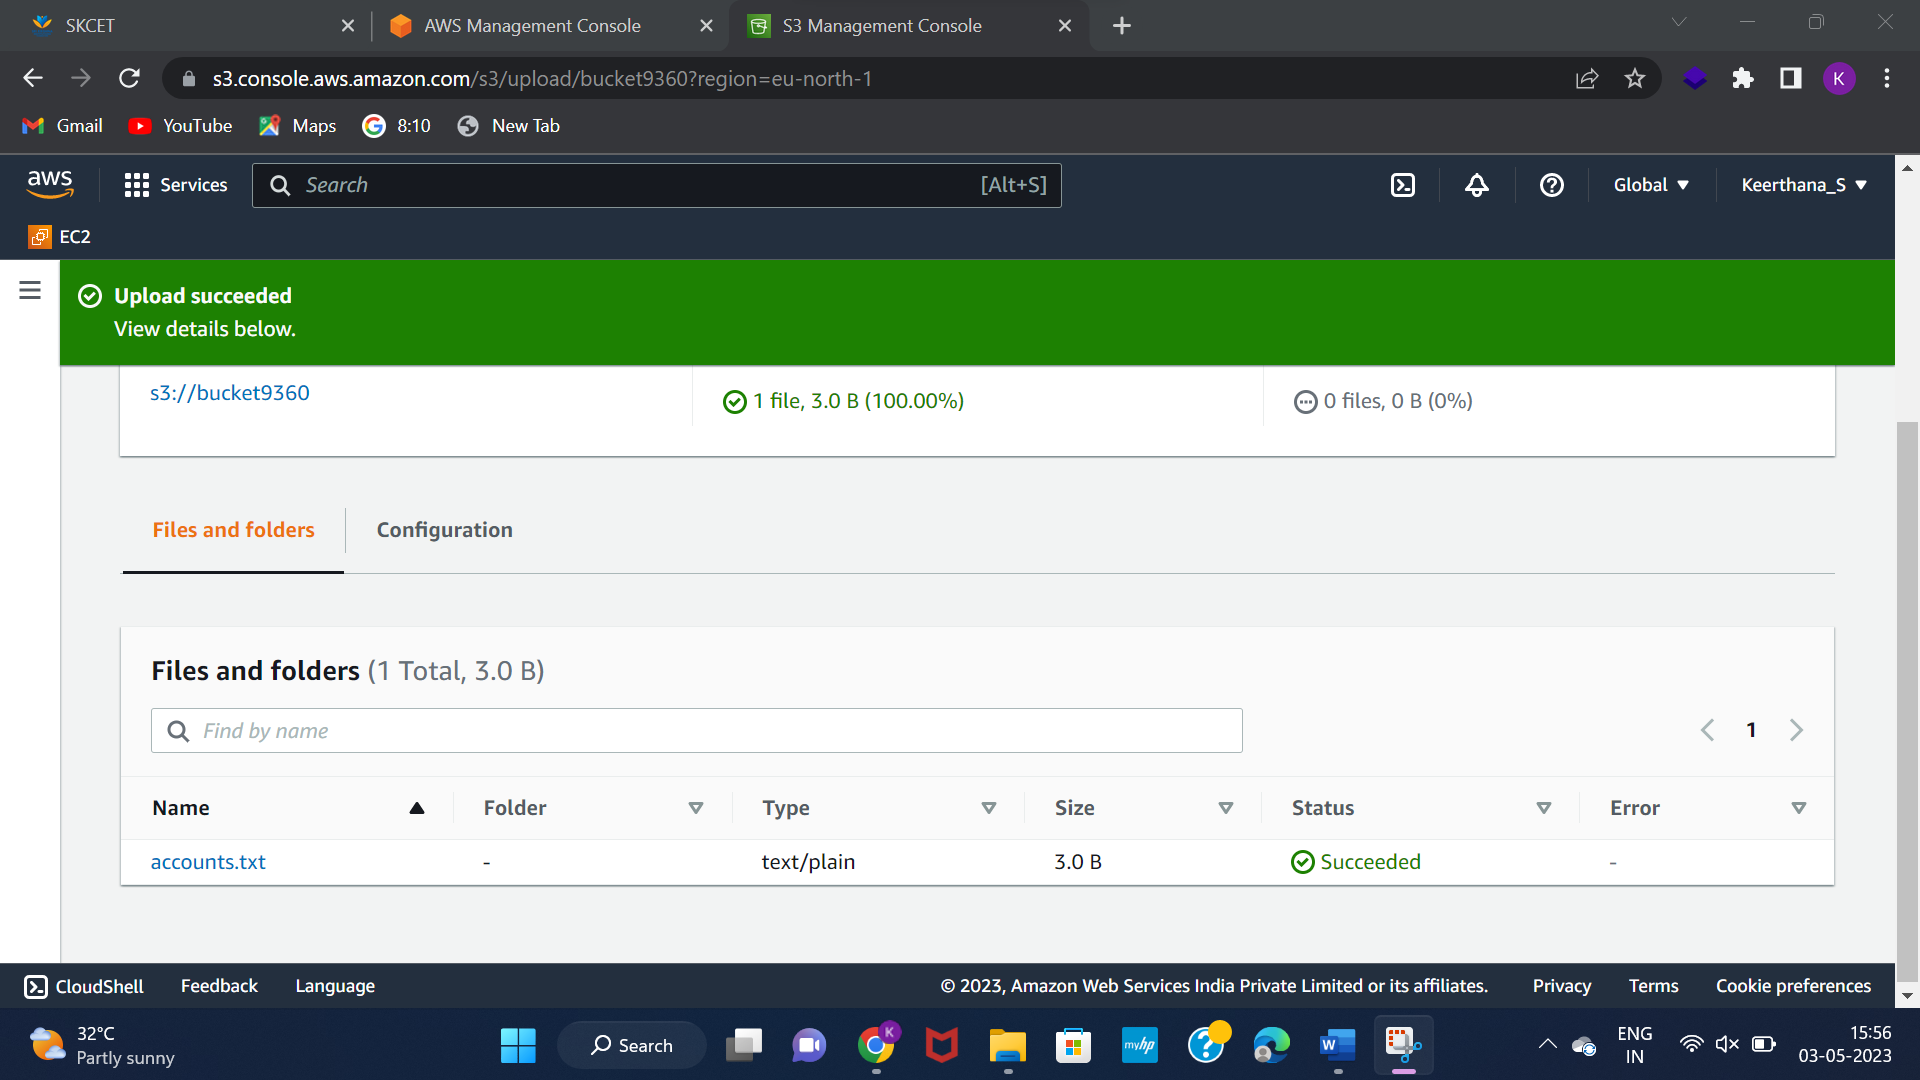 SKCET
AWS Management Console
S3 Management Console
s3.console.aws.amazon.com/s3/upload/bucket9360?region=eu-north-1
K
Gmail
YouTube
Maps
8:10
New Tab
aws
Services
Search
[Alt+S]
Global
Keerthana_S
EC2
Upload succeeded
View details below.
s3://bucket9360
1 file, 3.0 B (100.00%)
0 files, 0 B (0%)
Files and folders
Configuration
Files and folders (1 Total, 3.0 B)
Find by name
1
Name Folder Type Size Status Error
accounts.txt - text/plain 3.0 B Succeeded -
CloudShell
Feedback
Language
© 2023, Amazon Web Services India Private Limited or its affiliates.
Privacy
Terms
Cookie preferences
32°C
Partly sunny
Search
K
myhp
W
ENG
IN
15:56
03-05-2023